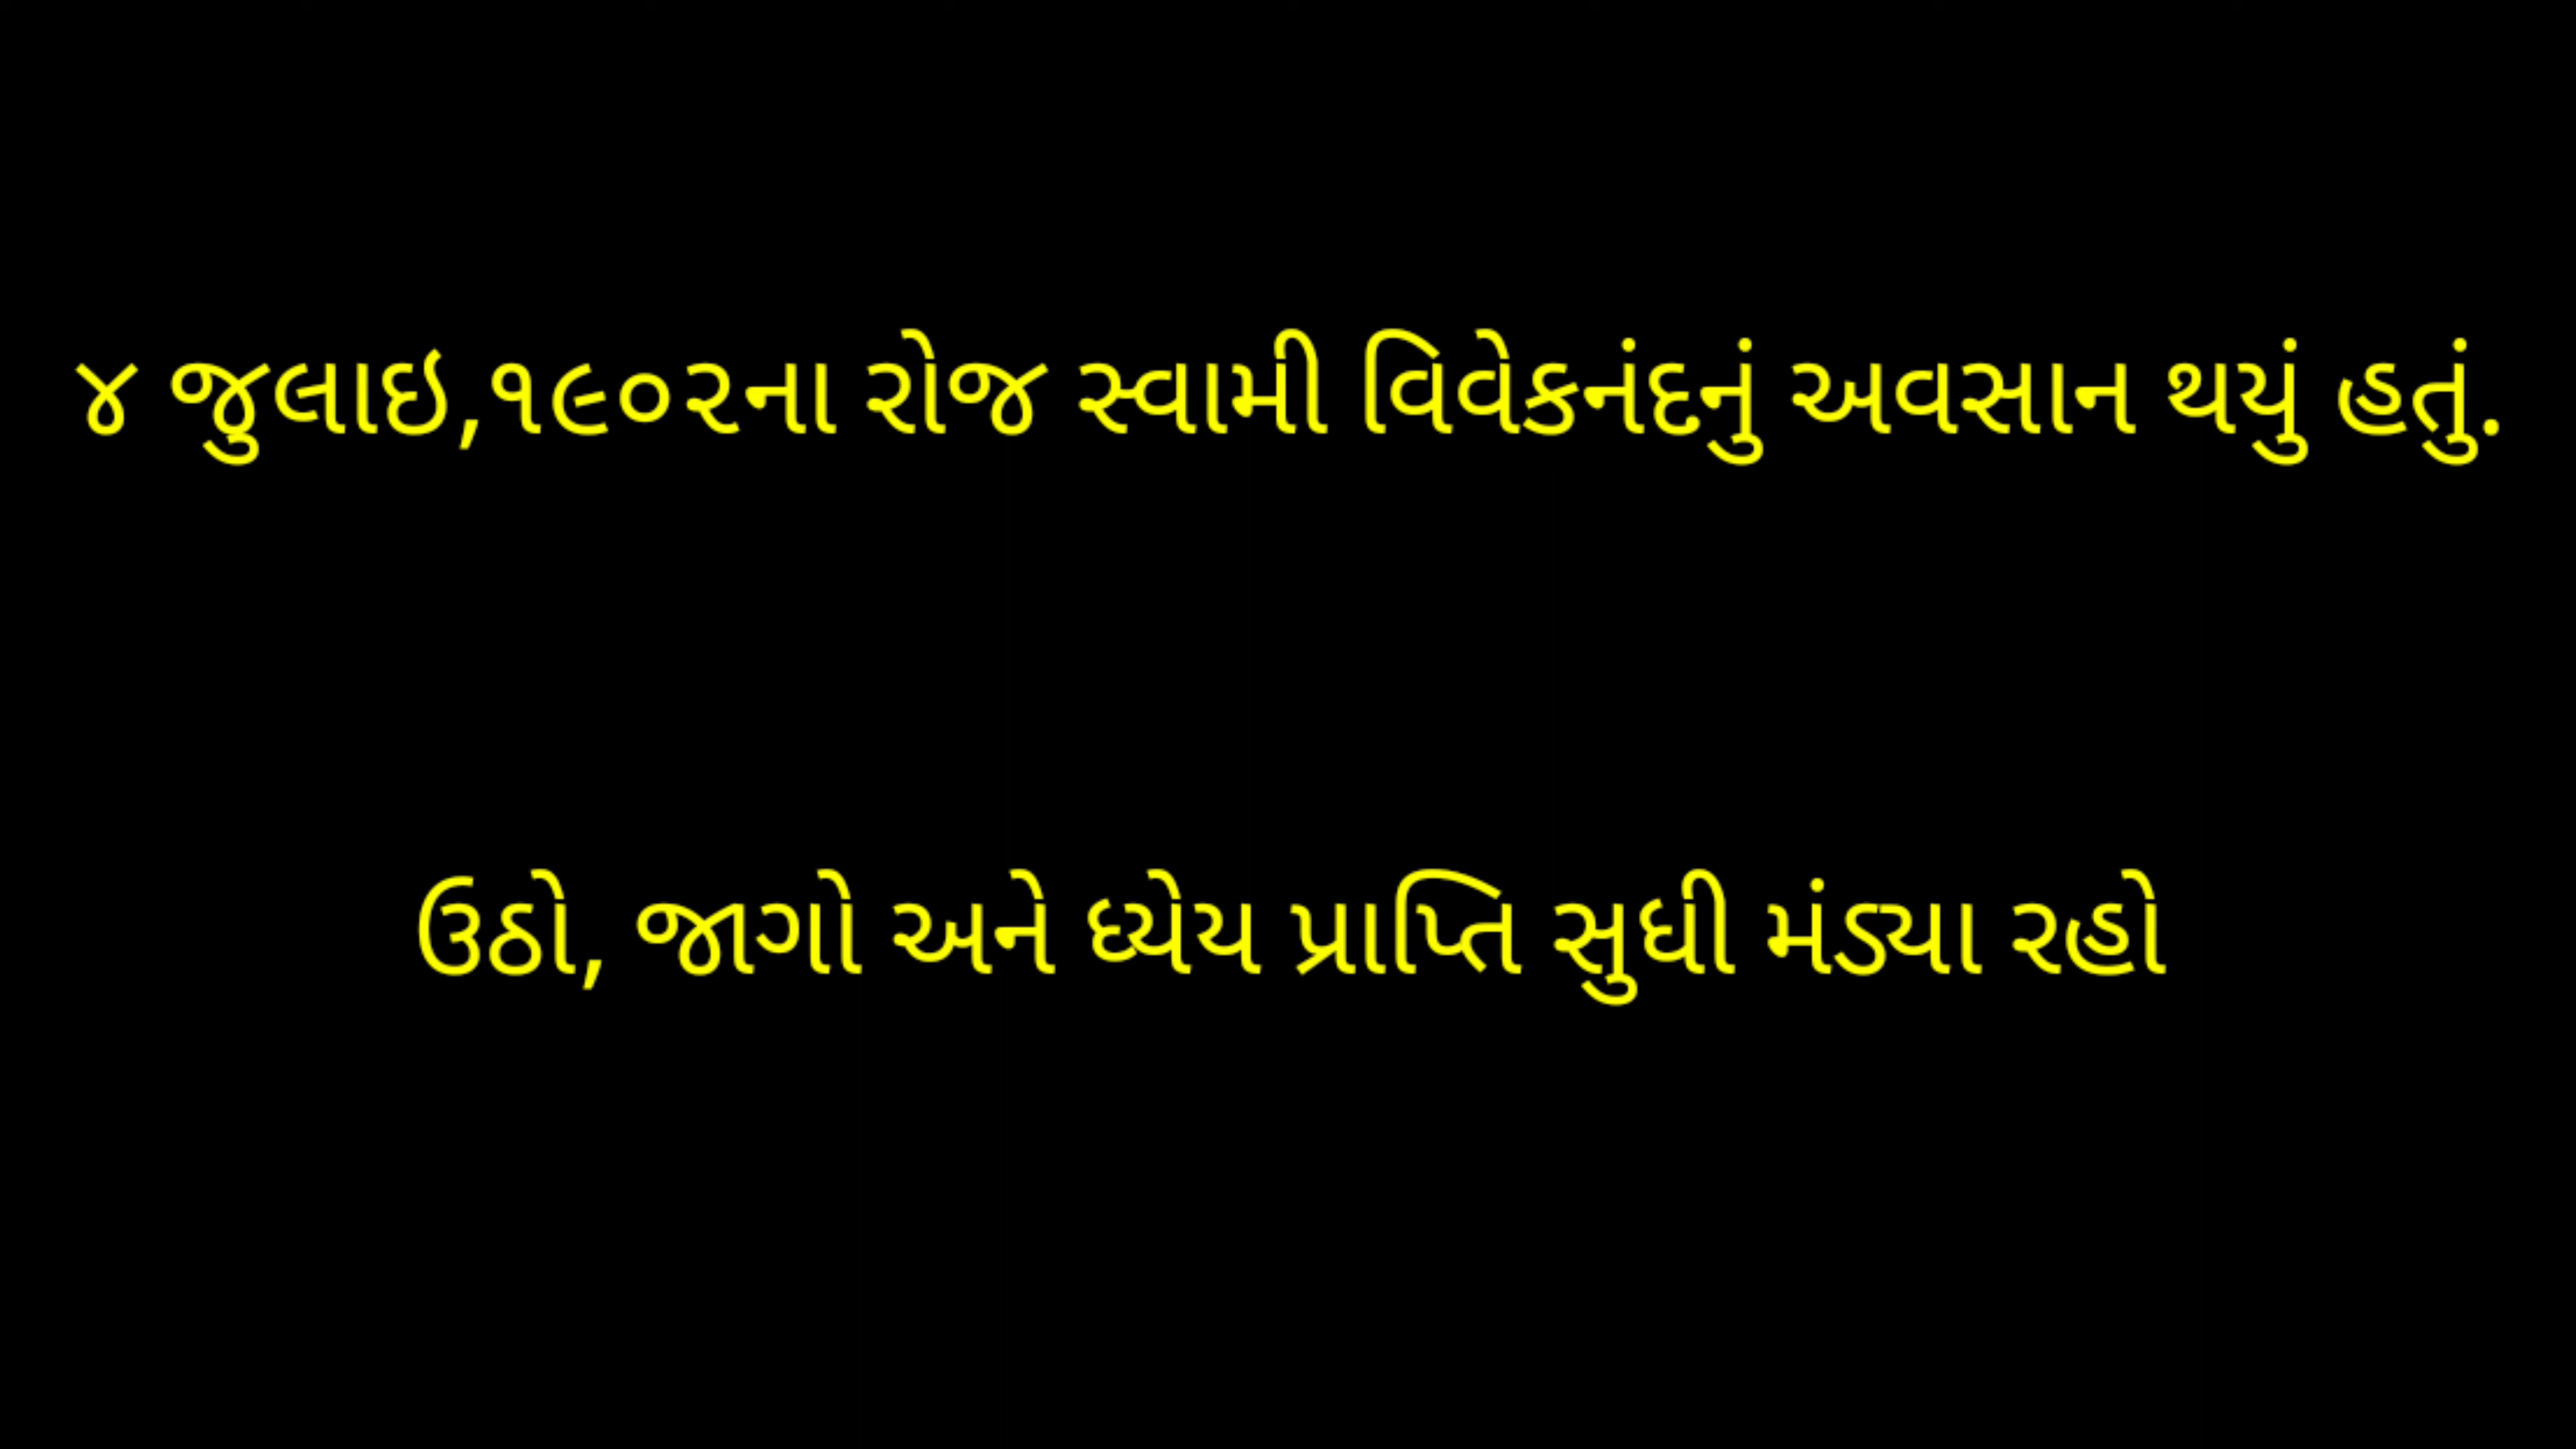 ૪ જુલાઇ,૧૯૦૨ના રોજ સ્વામી વિવેકનંદનું અવસાન થયું હતું.
ઉઠો, જાગો અને ધ્યેય પ્રાપ્તિ સુધી મંડ્યા રહો